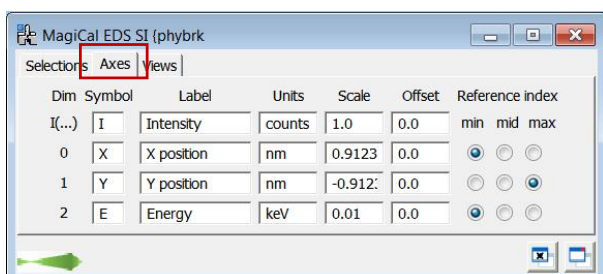 MagiCal EDS SI {phybrk
Selections Axes Views
Dim Symbol Label Units Scale Offset Reference index
I(...) I Intensity counts 1.0 0.0 min mid max
0 X X position nm 0.9123 0.0
1 Y Y position nm -0.912 0.0
2 E Energy keV 0.01 0.0